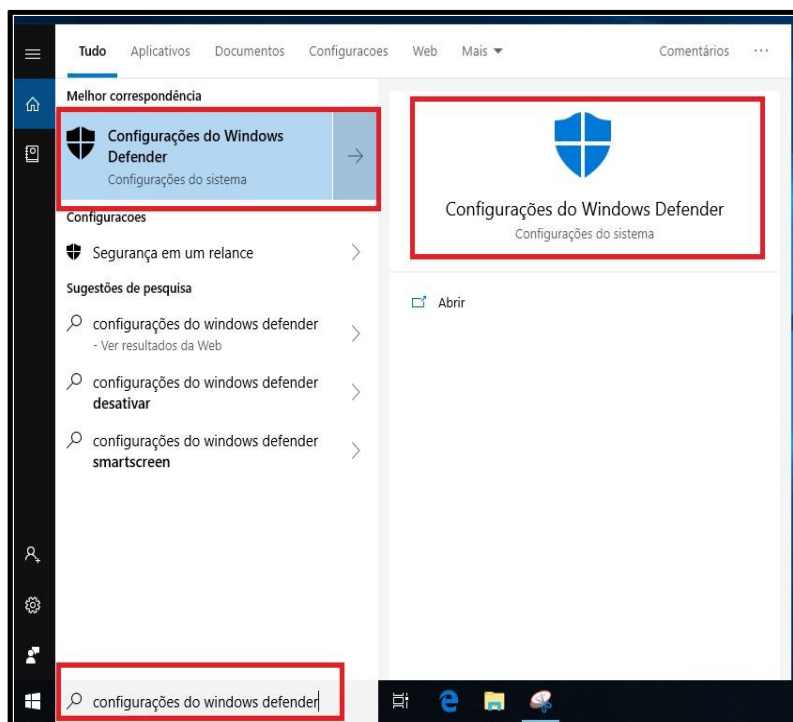 Tudo Aplicativos Documentos Configuracoes Web Mais Comentários ...
Melhor correspondência
Configurações do Windows
Defender
Configurações do sistema
Configuracoes
Segurança em um relance
Sugestões de pesquisa
configurações do windows defender
- Ver resultados da Web
configurações do windows defender
desativar
configurações do windows defender
smartscreen
Configurações do Windows Defender
Configurações do sistema
Abrir
configurações do windows defender